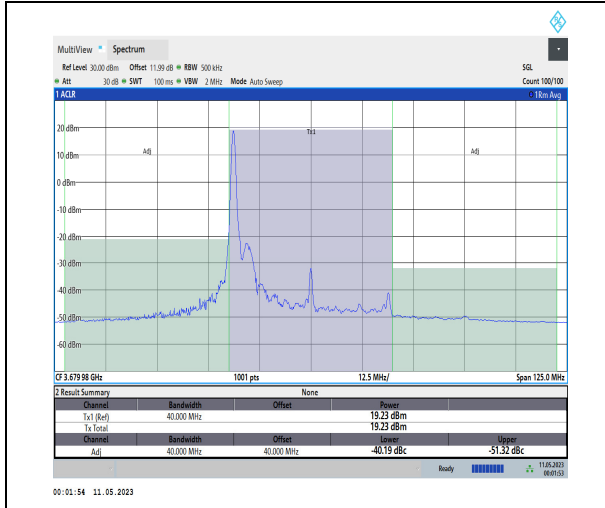 MultiView Spectrum
Ref Level 30.00 dBm Offset 11.99 dB RBW 500 kHz SGL
Att 30 dB SWT 100 ms VBW 2 MHz Mode Auto Sweep Count 100/100
1 ACLR 1Rm Avg
20 dBm
Tx1
10 dBm
Adj Adj
0 dBm
-10 dBm
-20 dBm
-30 dBm
-40 dBm
-50 dBm
-60 dBm
CF 3.679 98 GHz 1001 pts 12.5 MHz/ Span 125.0 MHz
2 Result Summary None
Channel Bandwidth Offset Power
Tx1 (Ref) 40.000 MHz 19.23 dBm
Tx Total 19.23 dBm
Channel Bandwidth Offset Lower Upper
Adj 40.000 MHz 40.000 MHz -40.19 dBc -51.32 dBc
Ready 11.05.2023
00:01:53
00:01:54 11.05.2023